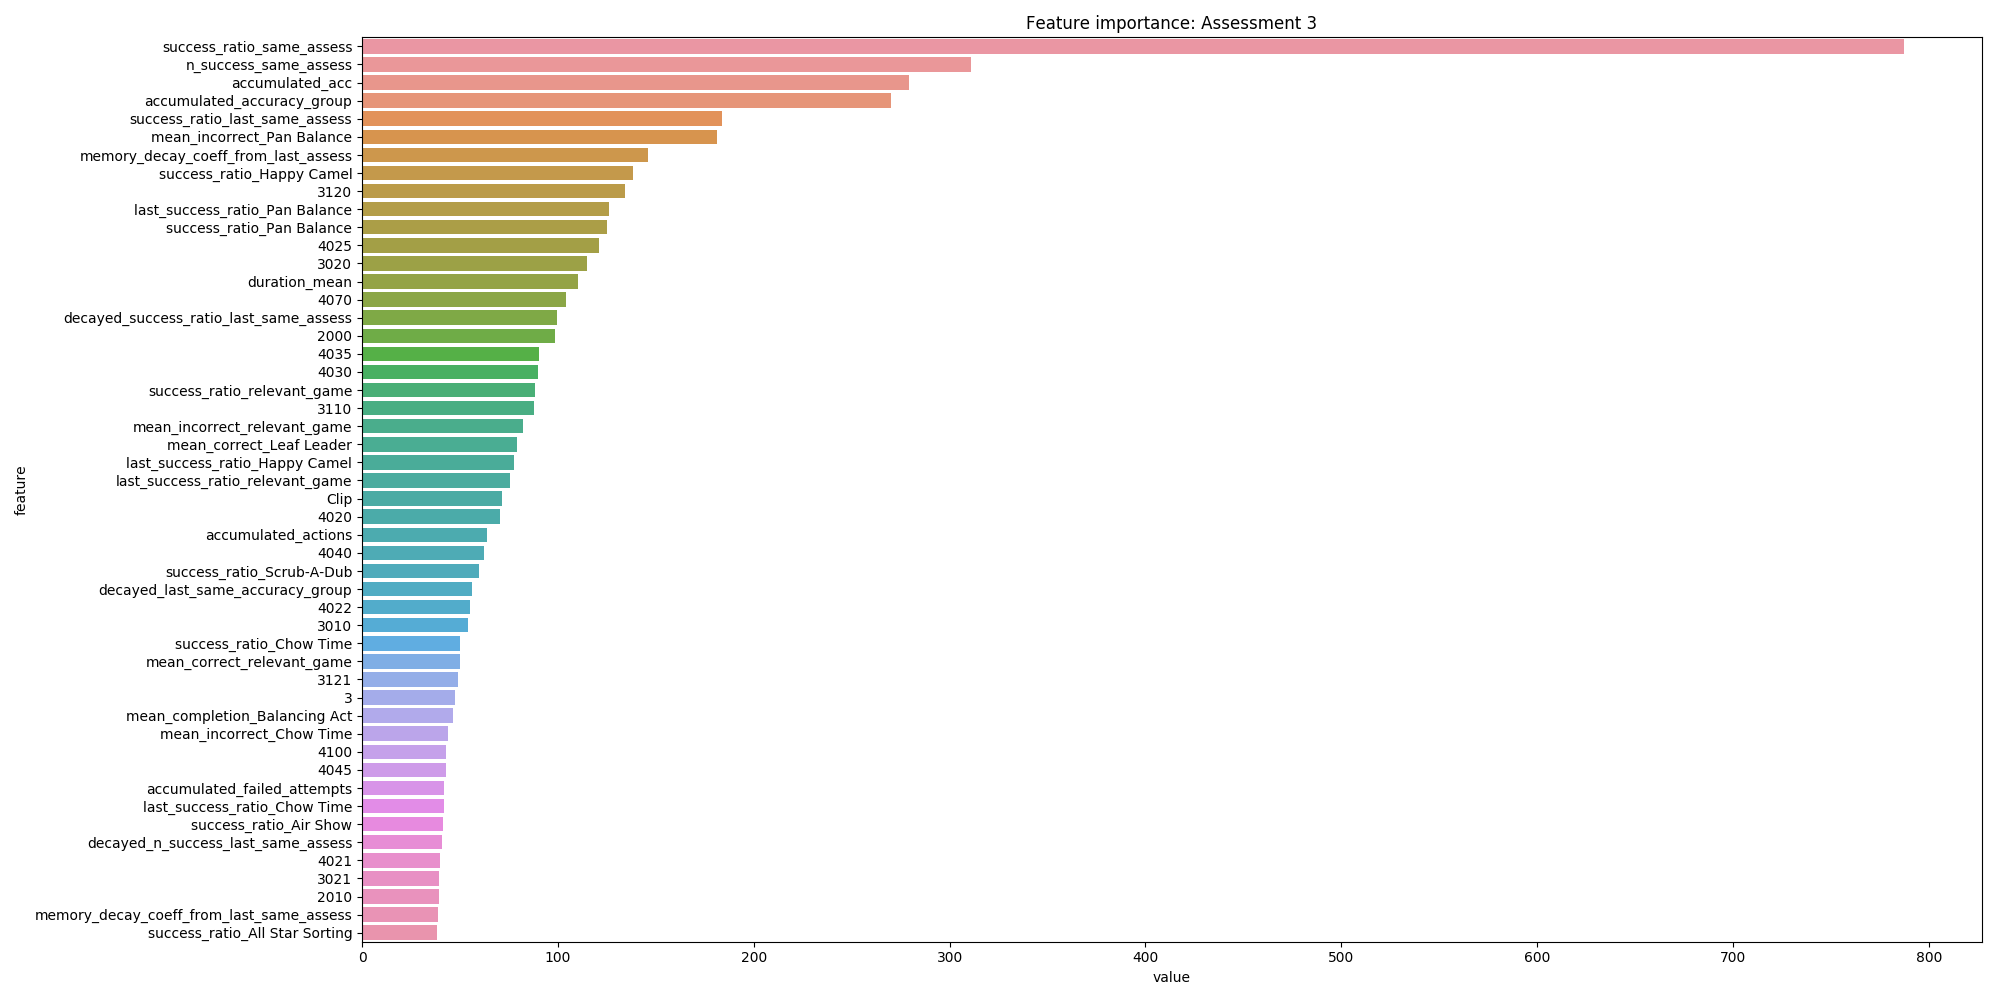 Feature importance: Assessment 3
feature
success_ratio_same_assess
n_success_same_assess
accumulated_acc
accumulated_accuracy_group
success_ratio_last_same_assess
mean_incorrect_Pan Balance
memory_decay_coeff_from_last_assess
success_ratio_Happy Camel
3120
last_success_ratio_Pan Balance
success_ratio_Pan Balance
4025
3020
duration_mean
4070
decayed_success_ratio_last_same_assess
2000
4035
4030
success_ratio_relevant_game
3110
mean_incorrect_relevant_game
mean_correct_Leaf Leader
last_success_ratio_Happy Camel
last_success_ratio_relevant_game
Clip
4020
accumulated_actions
4040
success_ratio_Scrub-A-Dub
decayed_last_same_accuracy_group
4022
3010
success_ratio_Chow Time
mean_correct_relevant_game
3121
3
mean_completion_Balancing Act
mean_incorrect_Chow Time
4100
4045
accumulated_failed_attempts
last_success_ratio_Chow Time
success_ratio_Air Show
decayed_n_success_last_same_assess
4021
3021
2010
memory_decay_coeff_from_last_same_assess
success_ratio_All Star Sorting
0 100 200 300 400 500 600 700 800
value